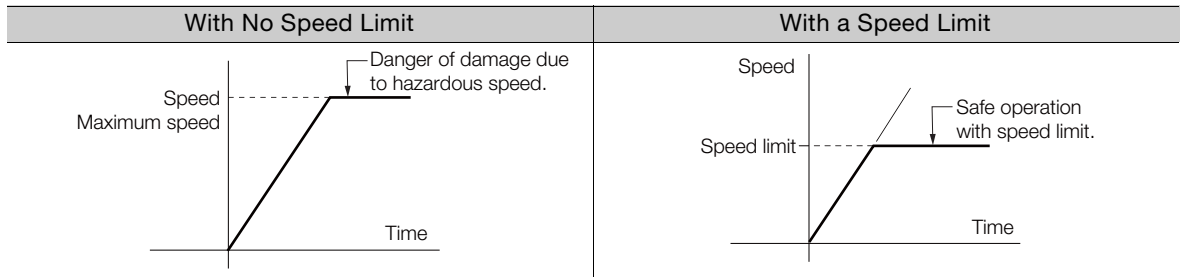 With No Speed Limit
With a Speed Limit
Danger of damage due
to hazardous speed.
Speed
Maximum speed
Time
Speed
Safe operation
with speed limit.
Speed limit
Time